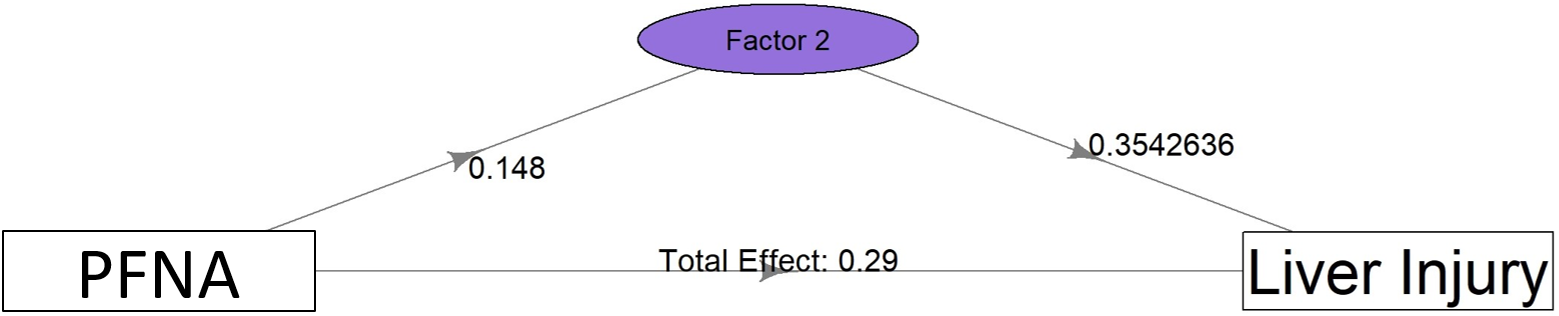 Factor 2
0.3542636
0.148
Total Effect: 0.29
PFNA
Liver Injury